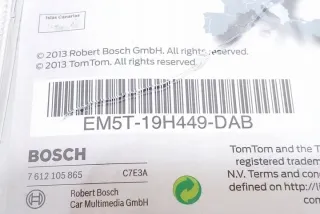 © 2013 Robert Bosch GmbH. All rights reserved.
© 2013 TomTom. All rights reserved.
EM5T-19H449-DAB
BOSCH
7 612 105 865 C7E3A
Robert Bosch
Car Multimedia GmbH
TomTom and the
registered tradem
N.V. Terms and
defined on http://